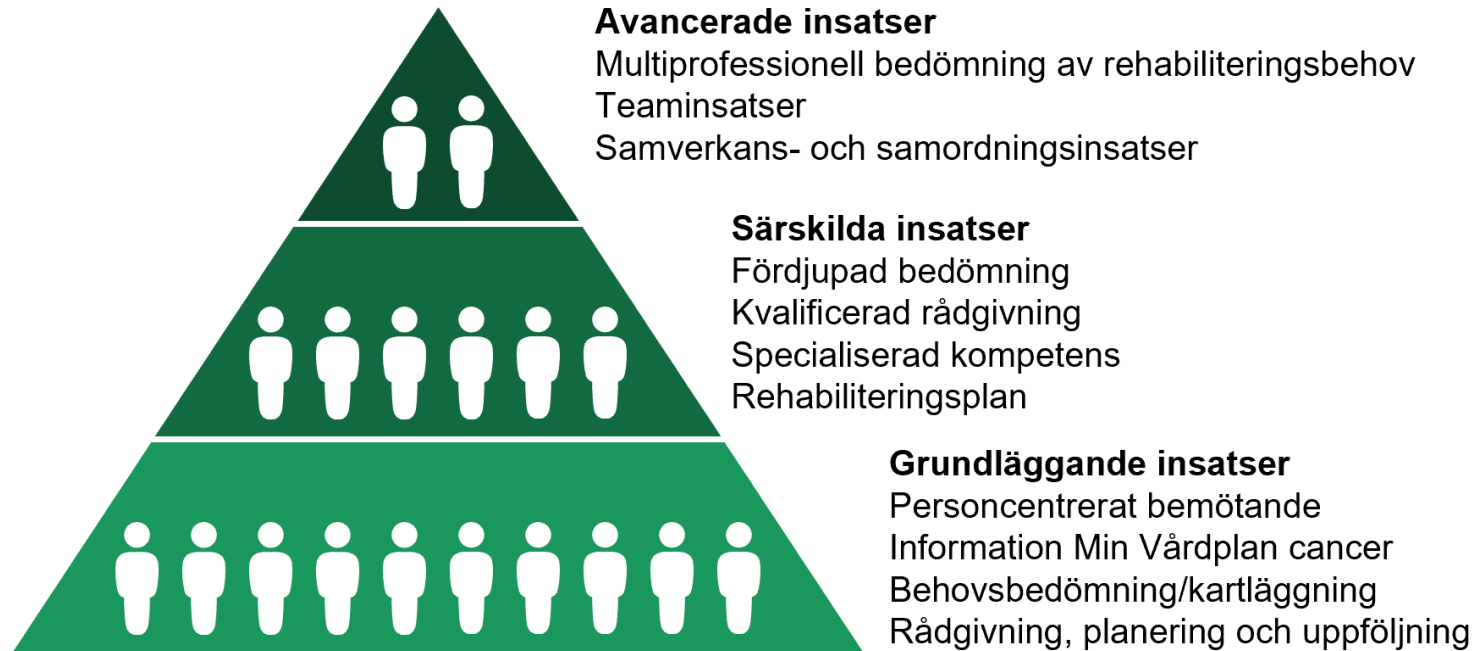 Avancerade insatser
Multiprofessionell bedömning av rehabiliteringsbehov
Teaminsatser
Samverkans- och samordningsinsatser
Särskilda insatser
Fördjupad bedömning
Kvalificerad rådgivning
Specialiserad kompetens
Rehabiliteringsplan
Grundläggande insatser
Personcentrerat bemötande
Information Min Vårdplan cancer
Behovsbedömning/kartläggning
Rådgivning, planering och uppföljning